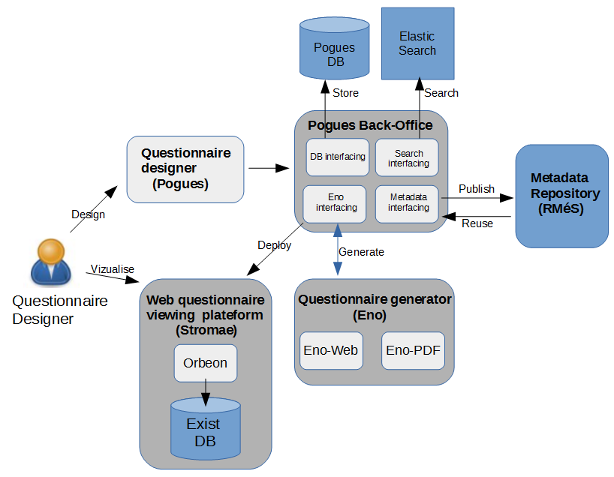 Pogues
DB
Elastic
Search
Store
Search
Pogues Back-Office
DB interfacing
Search
interfacing
Eno
interfacing
Metadata
interfacing
Questionnaire
designer
(Pogues)
Metadata
Repository
(RMéS)
Publish
Reuse
Design
Vizualise
Questionnaire
Designer
Deploy
Generate
Web questionnaire
viewing plateform
(Stromae)
Orbeon
Exist
DB
Questionnaire generator
(Eno)
Eno-Web
Eno-PDF